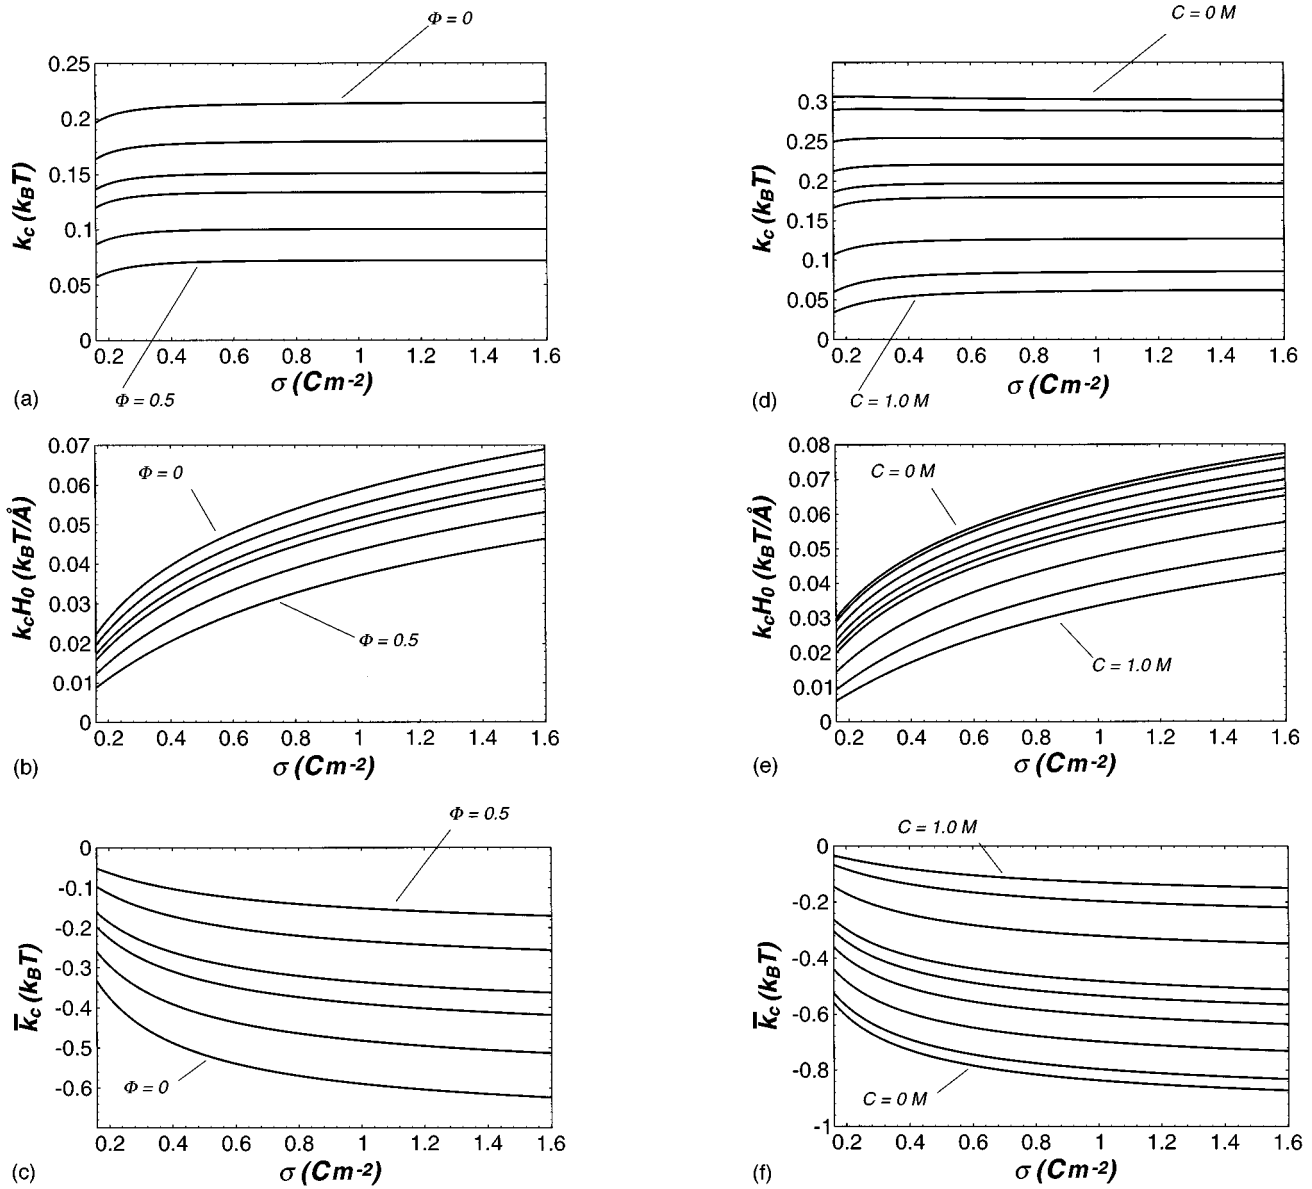 Φ = 0
0.25
0.2
0.15
0.1
0.05
0
k_c (k_BT)
0.2 0.4 0.6 0.8 1 1.2 1.4 1.6
σ (Cm-2)
(a)
Φ = 0.5
C = 0 M
0.3
0.25
0.2
0.15
0.1
0.05
0
k_c (k_BT)
0.2 0.4 0.6 0.8 1 1.2 1.4 1.6
σ (Cm-2)
(d)
C = 1.0 M
0.07
0.06
0.05
0.04
0.03
0.02
0.01
0
k_cH_0 (k_BT/Å)
Φ = 0
Φ = 0.5
0.2 0.4 0.6 0.8 1 1.2 1.4 1.6
(b)
σ (Cm-2)
0.08
0.07
0.06
0.05
0.04
0.03
0.02
0.01
0
k_cH_0 (k_BT/Å)
C = 0 M
C = 1.0 M
0.2 0.4 0.6 0.8 1 1.2 1.4 1.6
(e)
σ (Cm-2)
Φ = 0.5
0
-0.1
-0.2
-0.3
-0.4
-0.5
-0.6
k̅_c (k_BT)
Φ = 0
0.2 0.4 0.6 0.8 1 1.2 1.4 1.6
(c)
σ (Cm-2)
C = 1.0 M
0
-0.2
-0.4
-0.6
-0.8
-1
k̅_c (k_BT)
C = 0 M
0.2 0.4 0.6 0.8 1 1.2 1.4 1.6
(f)
σ (Cm-2)